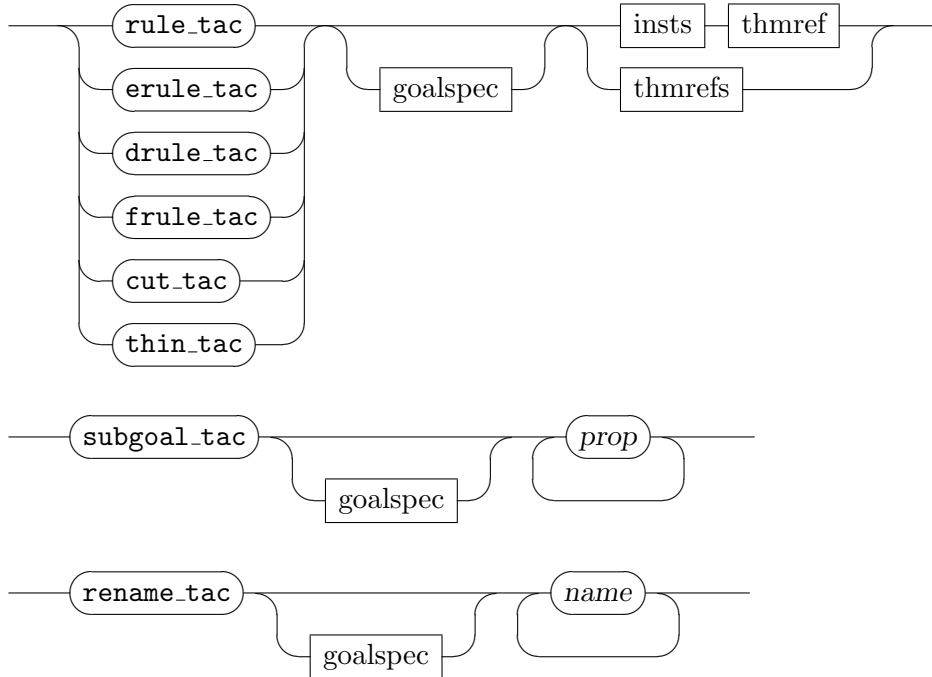 rule_tac insts thmref
erule_tac goalspec thmrefs
drule_tac
frule_tac
cut_tac
thin_tac
subgoal_tac prop
goalspec
rename_tac name
goalspec